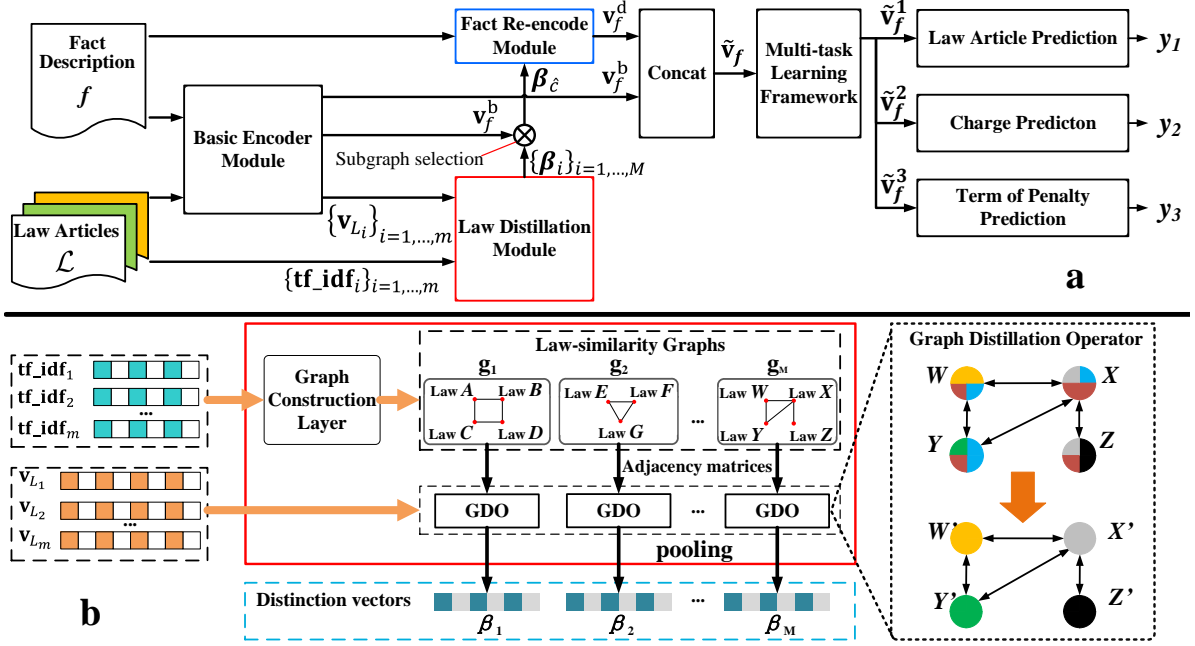 Fact
Description
f
Law Articles
ℒ
Basic Encoder
Module
Fact Re-encode
Module
v_f^d
β_ĉ
v_f^b
v_f^b
Subgraph selection
{β_i}_{i=1,...,M}
{v_{L_i}}_{i=1,...,m}
Law Distillation
Module
{tf_idf_i}_{i=1,...,m}
Concat
ṽ_f
Multi-task
Learning
Framework
ṽ_f^1
Law Article Prediction
y_1
ṽ_f^2
Charge Predicton
y_2
ṽ_f^3
Term of Penalty
Prediction
y_3
a
tf_idf_1
tf_idf_2
...
tf_idf_m
v_{L_1}
v_{L_2}
...
v_{L_m}
b
Graph
Construction
Layer
Law-similarity Graphs
g_1
Law A
Law B
Law C
Law D
g_2
Law E
Law F
Law G
...
g_M
Law W
Law X
Law Y
Law Z
Adjacency matrices
GDO
GDO
...
GDO
pooling
Distinction vectors
...
β_1
β_2
β_M
Graph Distillation Operator
W
X
Y
Z
W'
X'
Y'
Z'